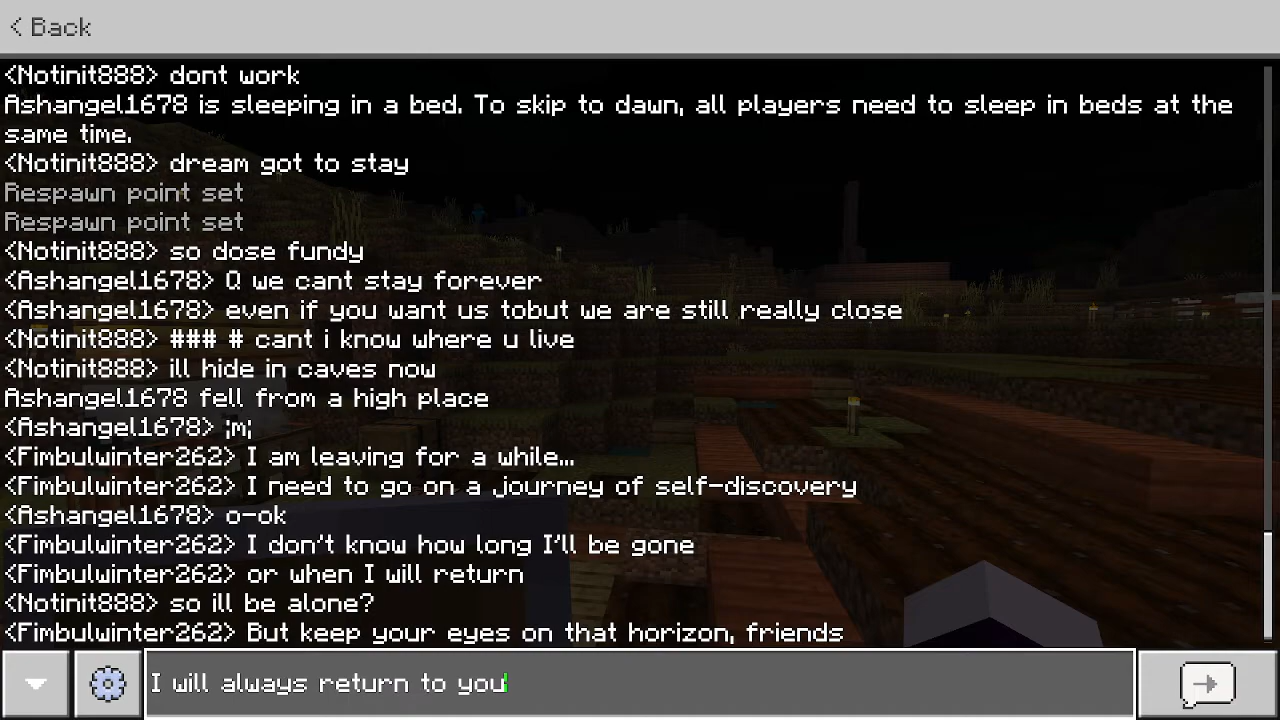 < Back
<Notinit888> dont work
Ashangel1678 is sleeping in a bed. To skip to dawn, all players need to sleep in beds at the
same time.
<Notinit888> dream got to stay
Respawn point set
Respawn point set
<Notinit888> so dose fundy
<Ashangel1678> Q we cant stay forever
<Ashangel1678> even if you want us tobut we are still really close
<Notinit888> ### # cant i know where u live
<Notinit888> ill hide in caves now
Ashangel1678 fell from a high place
<Ashangel1678> ;m;
<Fimbulwinter262> I am leaving for a while...
<Fimbulwinter262> I need to go on a journey of self-discovery
<Ashangel1678> o-ok
<Fimbulwinter262> I don't know how long I'll be gone
<Fimbulwinter262> or when I will return
<Notinit888> so ill be alone?
<Fimbulwinter262> But keep your eyes on that horizon, friends
I will always return to you